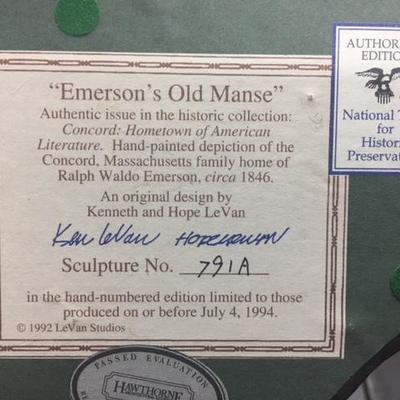 "Emerson's Old Manse"
Authentic issue in the historic collection:
Concord: Hometown of American
Literature. Hand-painted depiction of the
Concord, Massachusetts family home of
Ralph Waldo Emerson, circa 1846.
An original design by
Kenneth and Hope LeVan
Ken LeVan HOPE LEVAN
Sculpture No. 791A
in the hand-numbered edition limited to those
produced on or before July 4, 1994.
© 1992 LeVan Studios
AUTHOR
EDITI
National T
for
Histori
Preservat
PASSED EVALUATION
HAWTHORNE